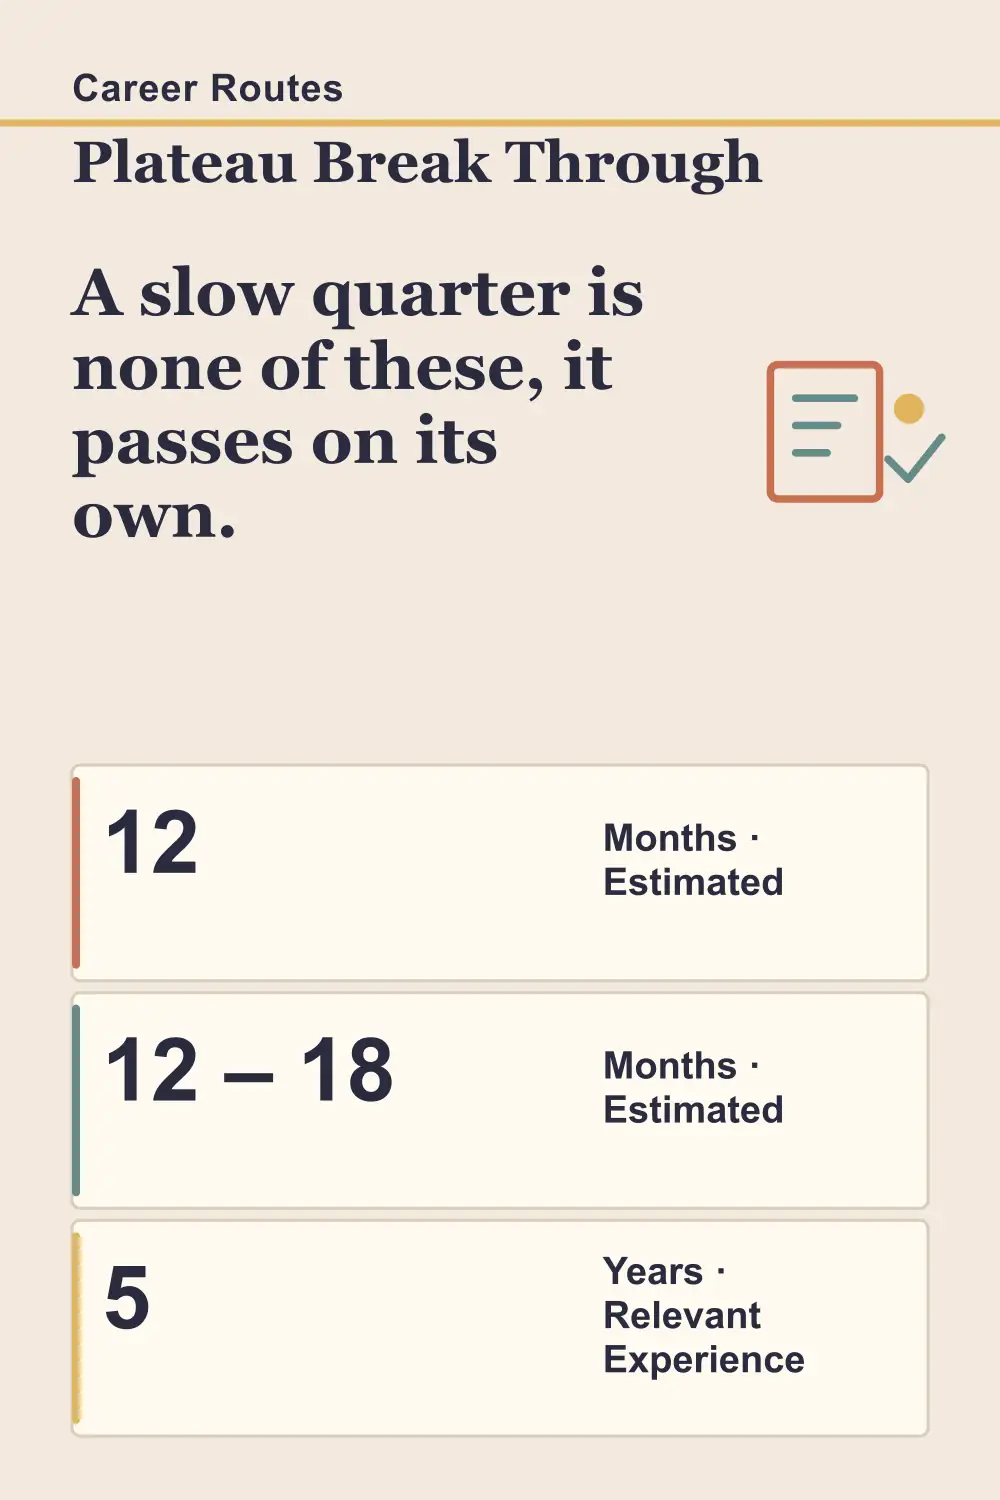 Career Routes
Plateau Break Through
A slow quarter is
none of these, it
passes on its
own.
12
Months ·
Estimated
12 – 18
Months ·
Estimated
5
Years ·
Relevant
Experience